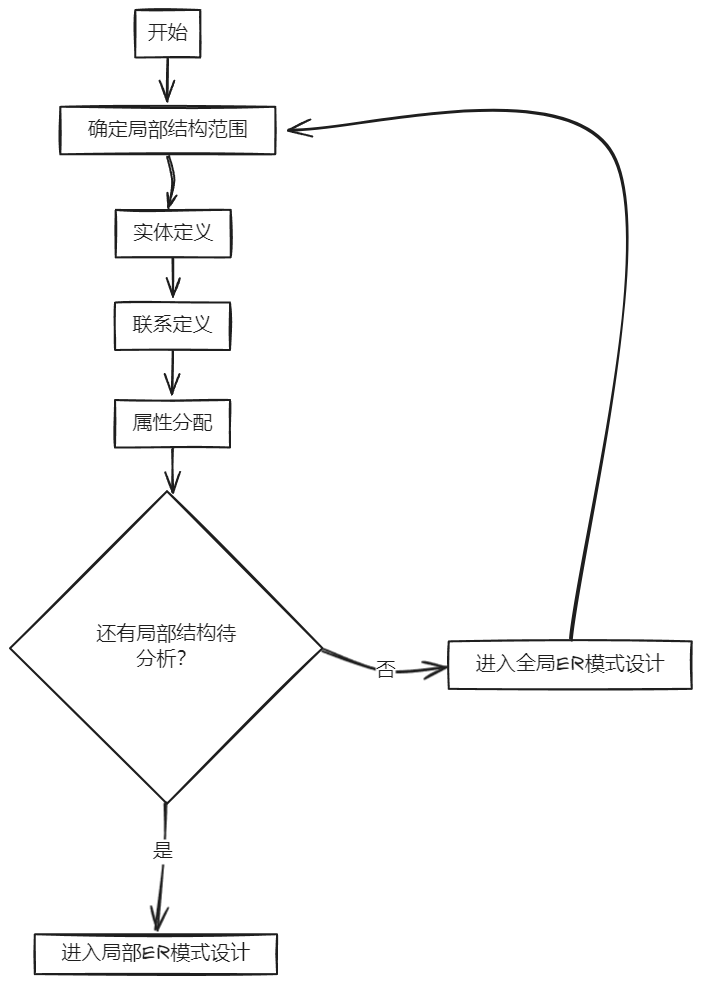 开始
确定局部结构范围
实体定义
联系定义
属性分配
还有局部结构待
分析?
否
进入全局ER模式设计
是
进入局部ER模式设计